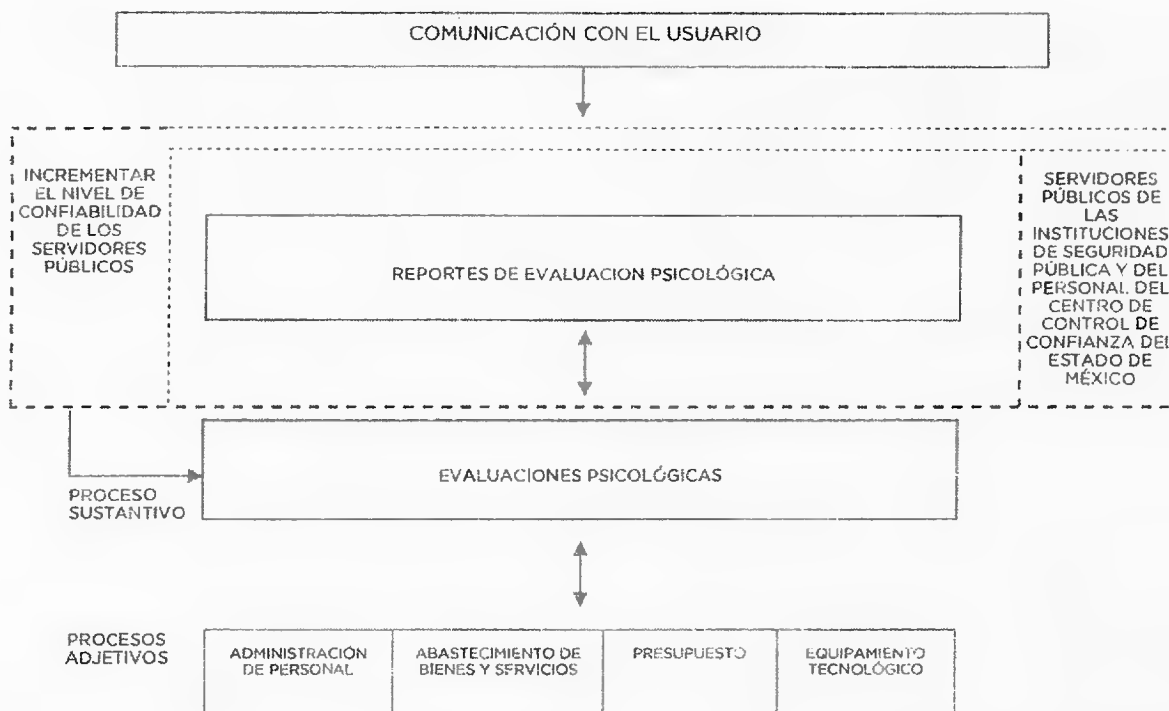 COMUNICACIÓN CON EL USUARIO
INCREMENTAR
EL NIVEL DE
CONFIABILIDAD
DE LOS
SERVIDORES
PÚBLICOS
REPORTES DE EVALUACION PSICOLÓGICA
SERVIDORES
PÚBLICOS DE
LAS
INSTITUCIONES
DE SEGURIDAD
PÚBLICA Y DEL
PERSONAL DEL
CENTRO DE
CONTROL DE
CONFIANZA DEL
ESTADO DE
MÉXICO
EVALUACIONES PSICOLÓGICAS
PROCESO
SUSTANTIVO
PROCESOS
ADJETIVOS
ADMINISTRACIÓN
DE PERSONAL
ABASTECIMIENTO DE
BIENES Y SERVICIOS
PRESUPUESTO
EQUIPAMIENTO
TECNOLÓGICO